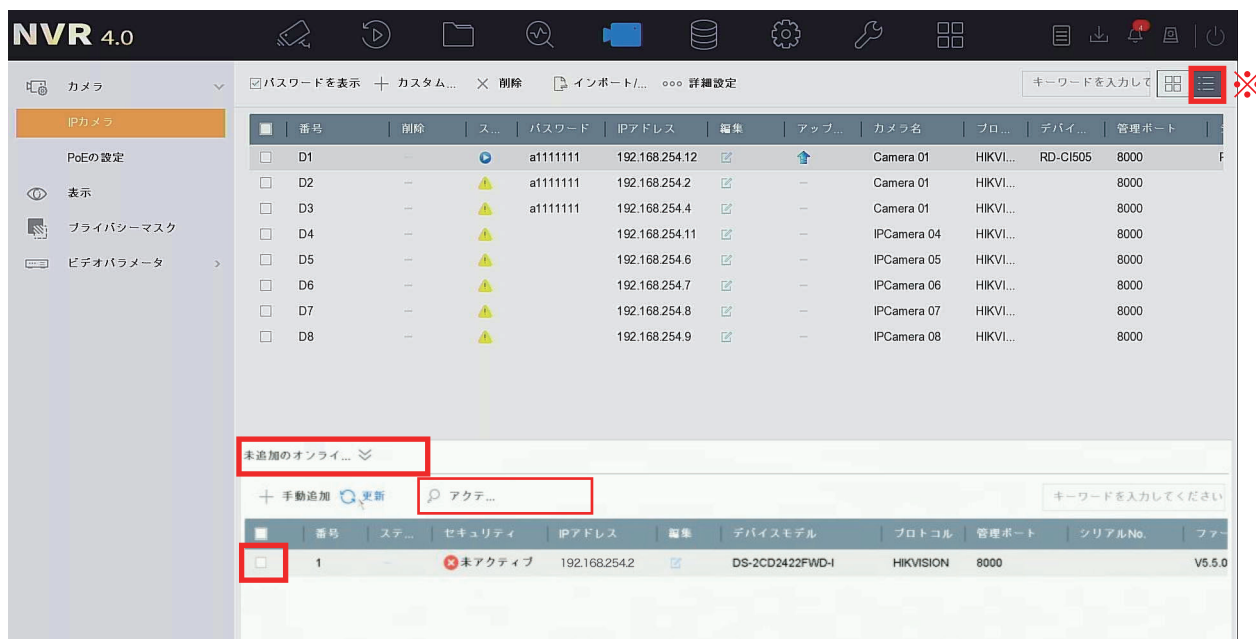 NVR 4.0
4
カメラ
IPカメラ
PoEの設定
表示
プライバシーマスク
ビデオパラメータ
パスワードを表示 カスタム... 削除 インポート/... 詳細設定 キーワードを入力して ※
番号 削除 ス... パスワード IPアドレス 編集 アップ... カメラ名 プロ... デバイ... 管理ポート
D1 — a1111111 192.168.254.12 Camera 01 HIKVI... RD-CI505 8000
D2 — a1111111 192.168.254.2 — Camera 01 HIKVI... 8000
D3 — a1111111 192.168.254.4 — Camera 01 HIKVI... 8000
D4 — 192.168.254.11 — IPCamera 04 HIKVI... 8000
D5 — 192.168.254.6 — IPCamera 05 HIKVI... 8000
D6 — 192.168.254.7 — IPCamera 06 HIKVI... 8000
D7 — 192.168.254.8 — IPCamera 07 HIKVI... 8000
D8 — 192.168.254.9 — IPCamera 08 HIKVI... 8000
未追加のオンライ...
手動追加 更新 アクテ... キーワードを入力してください
番号 ステ... セキュリティ IPアドレス 編集 デバイスモデル プロトコル 管理ポート シリアルNo. ファー
1 — 未アクティブ 192.168.254.2 DS-2CD2422FWD-I HIKVISION 8000 V5.5.0